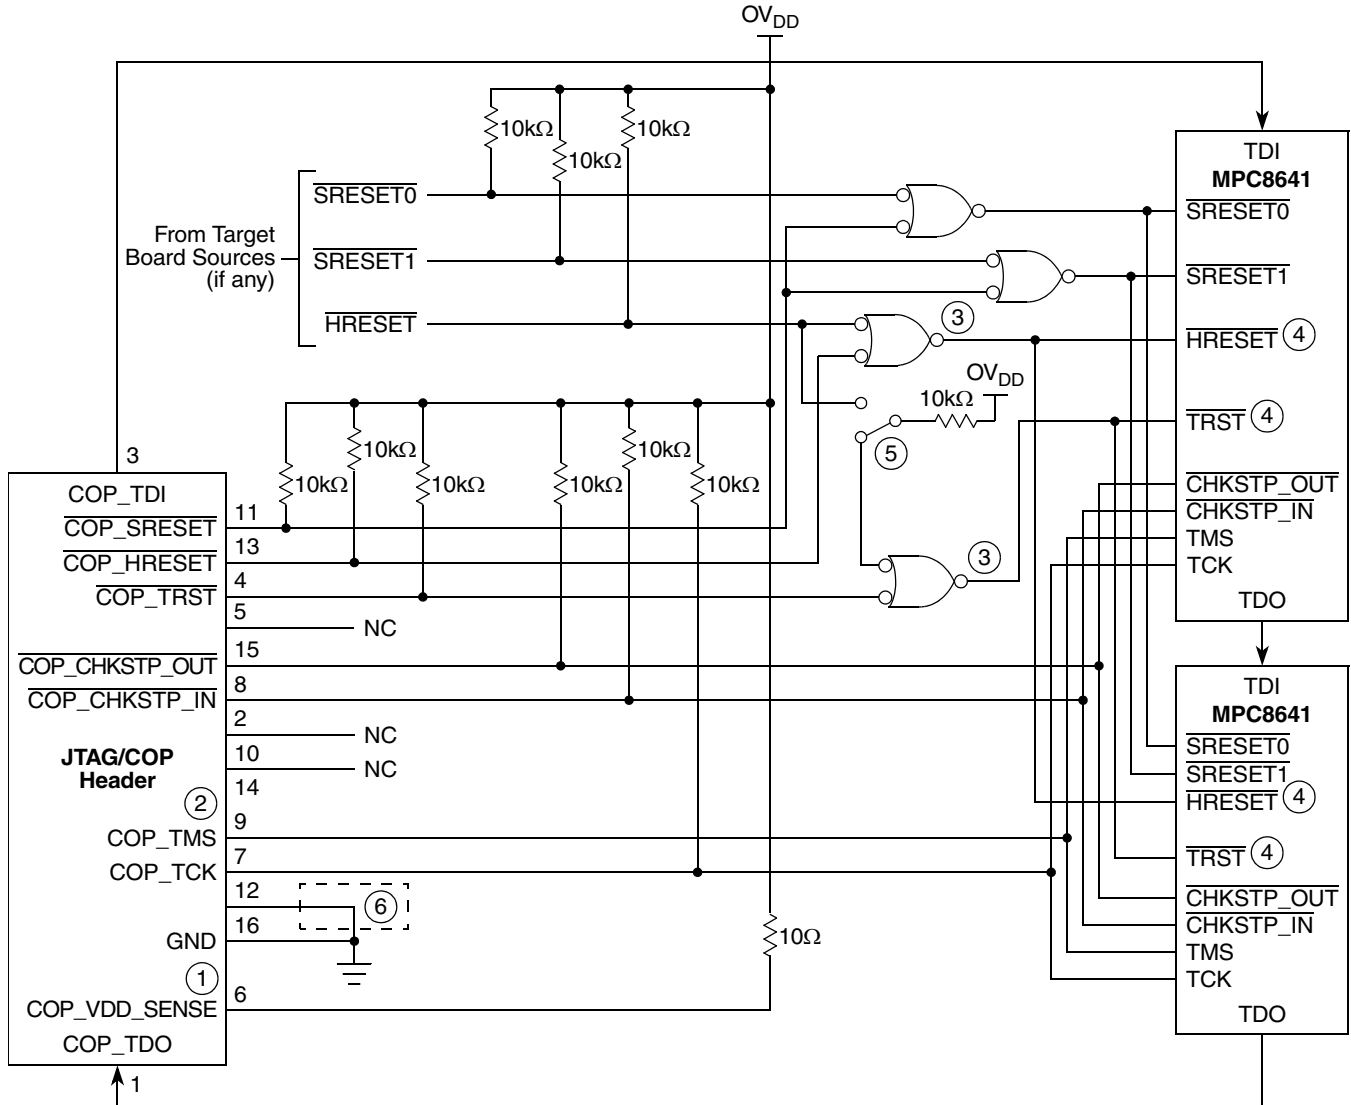 OVDD
10kΩ
10kΩ
10kΩ
SRESET0
From Target
Board Sources
(if any)
SRESET1
HRESET
3
OVDD
10kΩ
5
3
10kΩ
10kΩ
10kΩ
10kΩ
10kΩ
10kΩ
3
COP_TDI
COP_SRESET
11
COP_HRESET
13
COP_TRST
4
5
NC
COP_CHKSTP_OUT
15
COP_CHKSTP_IN
8
2
NC
10
NC
JTAG/COP
Header
14
2
COP_TMS
9
COP_TCK
7
12
6
GND
16
1
COP_VDD_SENSE
6
10Ω
COP_TDO
1
TDI
MPC8641
SRESET0
SRESET1
HRESET 4
TRST 4
CHKSTP_OUT
CHKSTP_IN
TMS
TCK
TDO
TDI
MPC8641
SRESET0
SRESET1
HRESET 4
TRST 4
CHKSTP_OUT
CHKSTP_IN
TMS
TCK
TDO